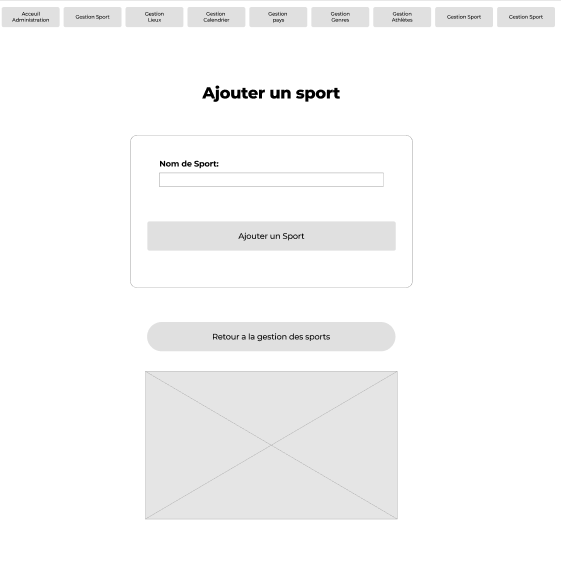 Acceuil
Administration
Gestion Sport
Gestion
Lieux
Gestion
Calendrier
Gestion
pays
Gestion
Genres
Gestion
Athlètes
Gestion Sport
Gestion Sport
Ajouter un sport
Nom de Sport:
Ajouter un Sport
Retour a la gestion des sports